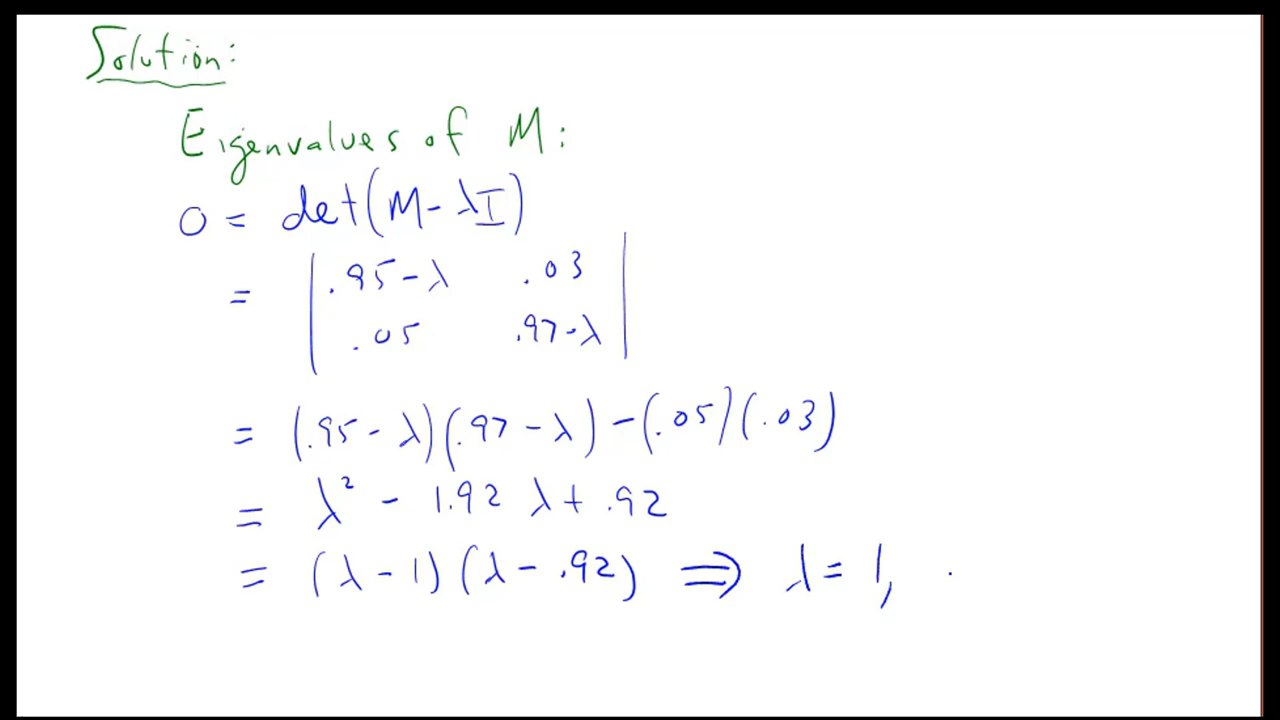 Solution:
Eigenvalues of M:
0 = det(M - λI)
= | .95-λ .03 |
| .05 .97-λ |
= (.95 - λ)(.97 - λ) - (.05)(.03)
= λ² - 1.92 λ + .92
= (λ - 1)(λ - .92) ⟹ λ = 1, .